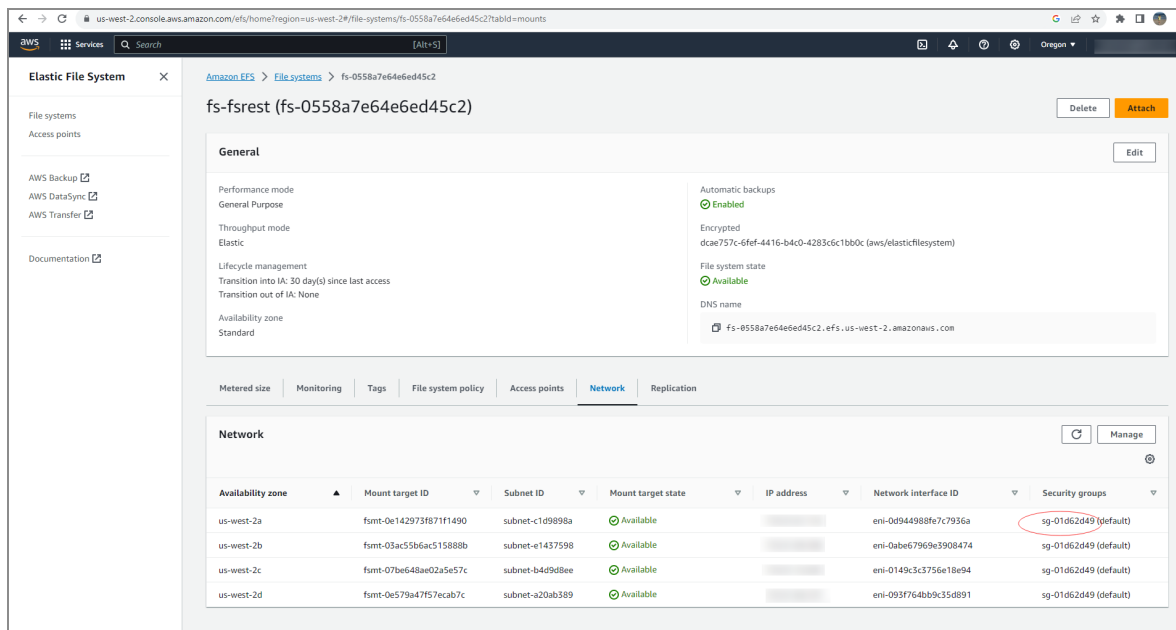 us-west-2.console.aws.amazon.com/efs/home?region=us-west-2#/file-systems/fs-0558a7e64e6ed45c2?tabId=mounts
aws Services Search [Alt+S] Oregon
Elastic File System
File systems
Access points
AWS Backup
AWS DataSync
AWS Transfer
Documentation
Amazon EFS > File systems > fs-0558a7e64e6ed45c2
fs-fsrest (fs-0558a7e64e6ed45c2)
Delete Attach
General
Edit
Performance mode
General Purpose
Throughput mode
Elastic
Lifecycle management
Transition into IA: 30 day(s) since last access
Transition out of IA: None
Availability zone
Standard
Automatic backups
Enabled
Encrypted
dcae757c-6fef-4416-b4c0-4283c6c1bb0c (aws/elasticfilesystem)
File system state
Available
DNS name
fs-0558a7e64e6ed45c2.efs.us-west-2.amazonaws.com
Metered size Monitoring Tags File system policy Access points Network Replication
Network
Manage
Availability zone Mount target ID Subnet ID Mount target state IP address Network interface ID Security groups
us-west-2a fsmt-0e142973f871f1490 subnet-c1d9898a Available eni-0d944988fe7c7936a sg-01d62d49 (default)
us-west-2b fsmt-03ac55b6ac515888b subnet-e1437598 Available eni-0abe67969e3908474 sg-01d62d49 (default)
us-west-2c fsmt-07be648ae02a5e57c subnet-b4d9d8ee Available eni-0149c3c3756e18e94 sg-01d62d49 (default)
us-west-2d fsmt-0e579a47f57ecab7c subnet-a20ab389 Available eni-093f764bb9c35d891 sg-01d62d49 (default)